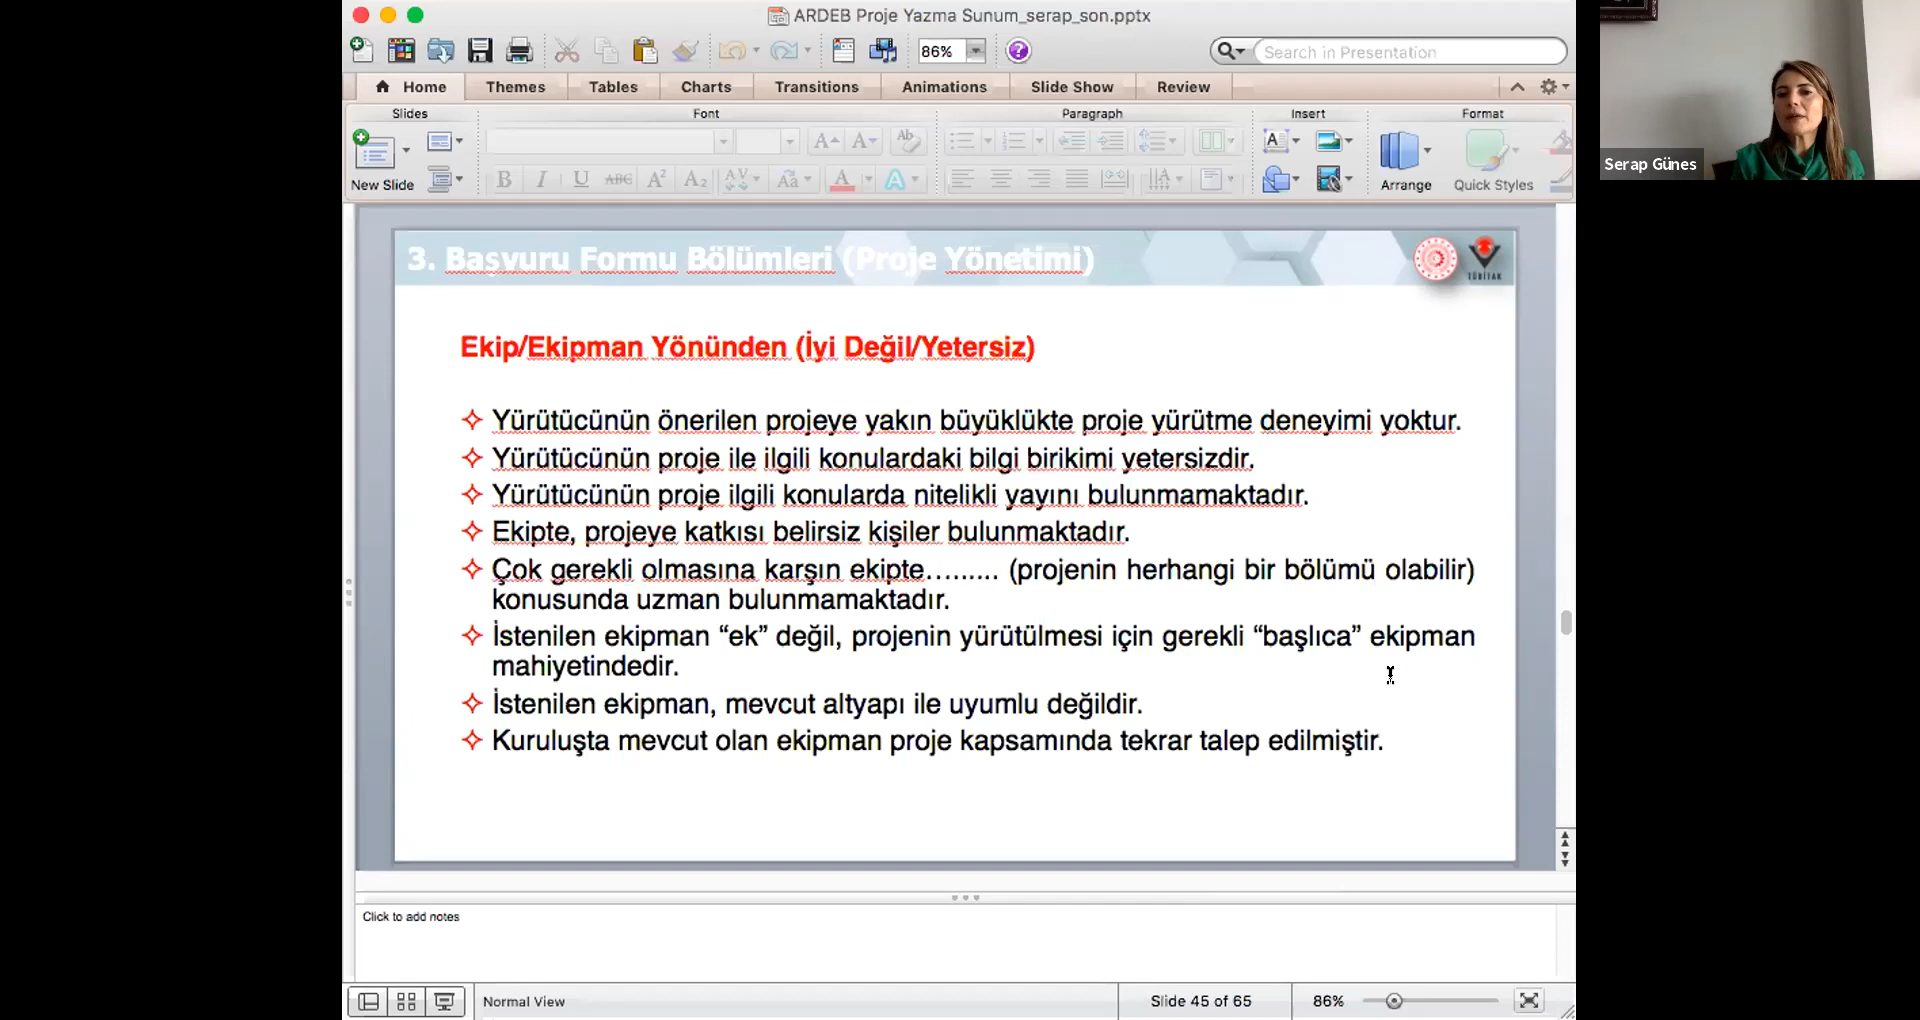 ARDEB Proje Yazma Sunum_serap_son.pptx
86%
Search in Presentation
Home
Themes
Tables
Charts
Transitions
Animations
Slide Show
Review
Slides
Font
Paragraph
Insert
Format
New Slide
Arrange
Quick Styles
Serap Günes
3. Başvuru Formu Bölümleri (Proje Yönetimi)
TÜBİTAK
Ekip/Ekipman Yönünden (İyi Değil/Yetersiz)
Yürütücünün önerilen projeye yakın büyüklükte proje yürütme deneyimi yoktur.
Yürütücünün proje ile ilgili konulardaki bilgi birikimi yetersizdir.
Yürütücünün proje ilgili konularda nitelikli yayını bulunmamaktadır.
Ekipte, projeye katkısı belirsiz kişiler bulunmaktadır.
Çok gerekli olmasına karşın ekipte…...... (projenin herhangi bir bölümü olabilir)
konusunda uzman bulunmamaktadır.
İstenilen ekipman “ek” değil, projenin yürütülmesi için gerekli “başlıca” ekipman
mahiyetindedir.
İstenilen ekipman, mevcut altyapı ile uyumlu değildir.
Kuruluşta mevcut olan ekipman proje kapsamında tekrar talep edilmiştir.
Click to add notes
Normal View
Slide 45 of 65
86%